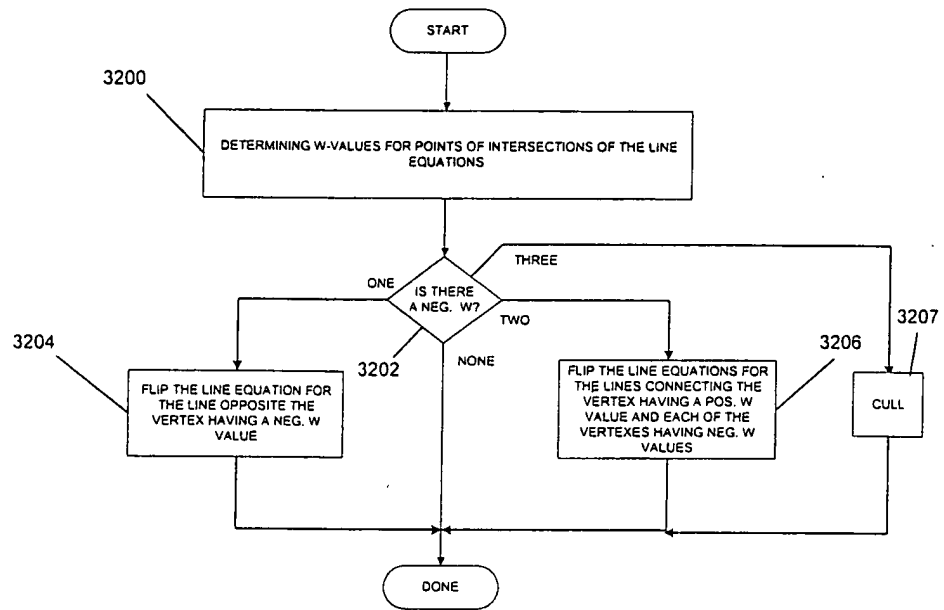 START
3200
DETERMINING W-VALUES FOR POINTS OF INTERSECTIONS OF THE LINE
EQUATIONS
THREE
ONE
IS THERE
A NEG. W?
TWO
3202
NONE
3204
FLIP THE LINE EQUATION FOR
THE LINE OPPOSITE THE
VERTEX HAVING A NEG. W
VALUE
3206
FLIP THE LINE EQUATIONS FOR
THE LINES CONNECTING THE
VERTEX HAVING A POS. W
VALUE AND EACH OF THE
VERTEXES HAVING NEG. W
VALUES
3207
CULL
DONE